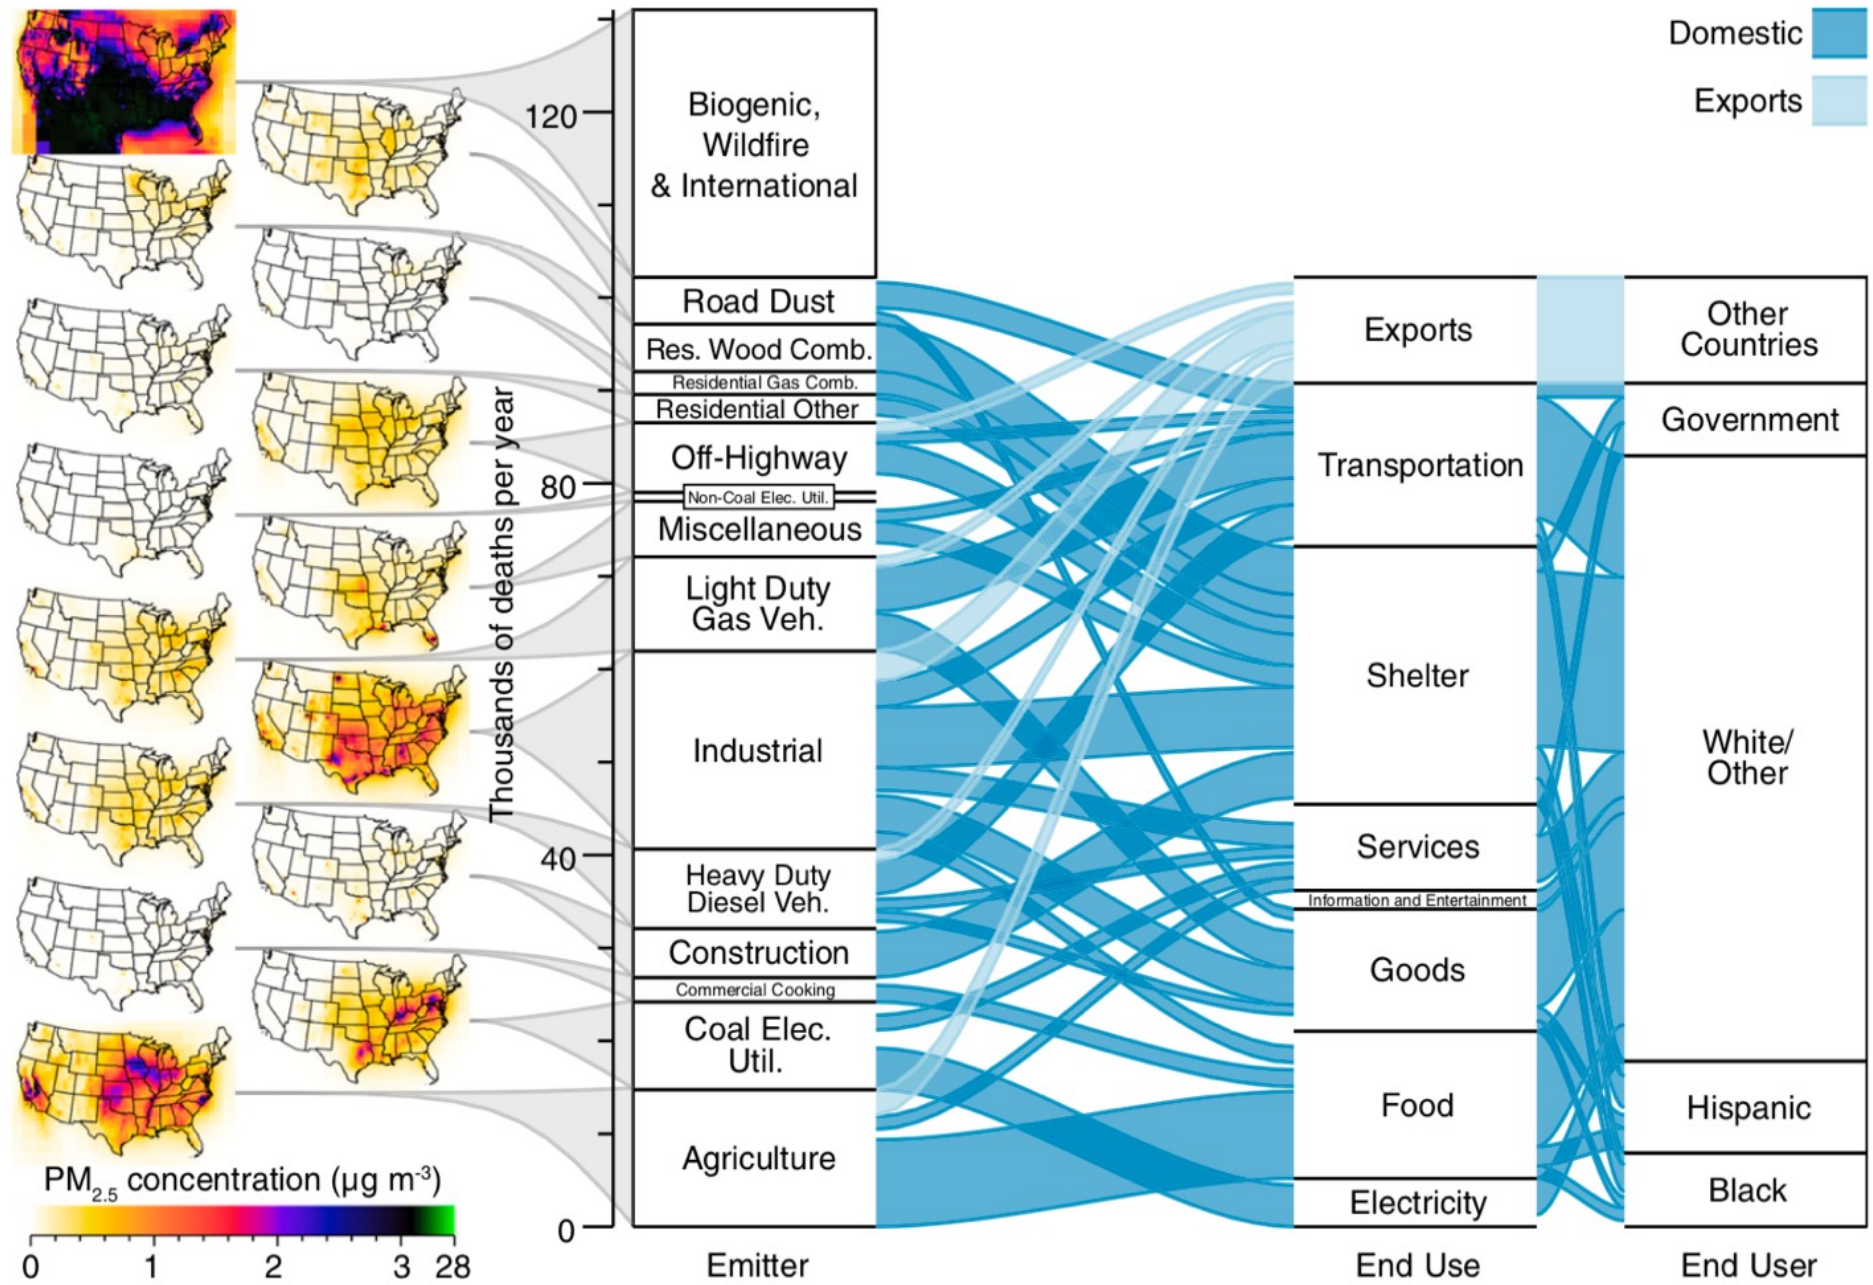 Domestic
Exports
120
80
40
0
Thousands of deaths per year
Biogenic,
Wildfire
& International
Road Dust
Res. Wood Comb.
Residential Gas Comb.
Residential Other
Off-Highway
Non-Coal Elec. Util.
Miscellaneous
Light Duty
Gas Veh.
Industrial
Heavy Duty
Diesel Veh.
Construction
Commercial Cooking
Coal Elec.
Util.
Agriculture
Emitter
Exports
Transportation
Shelter
Services
Information and Entertainment
Goods
Food
Electricity
End Use
Other
Countries
Government
White/
Other
Hispanic
Black
End User
PM2.5 concentration (µg m-3)
0 1 2 3 28